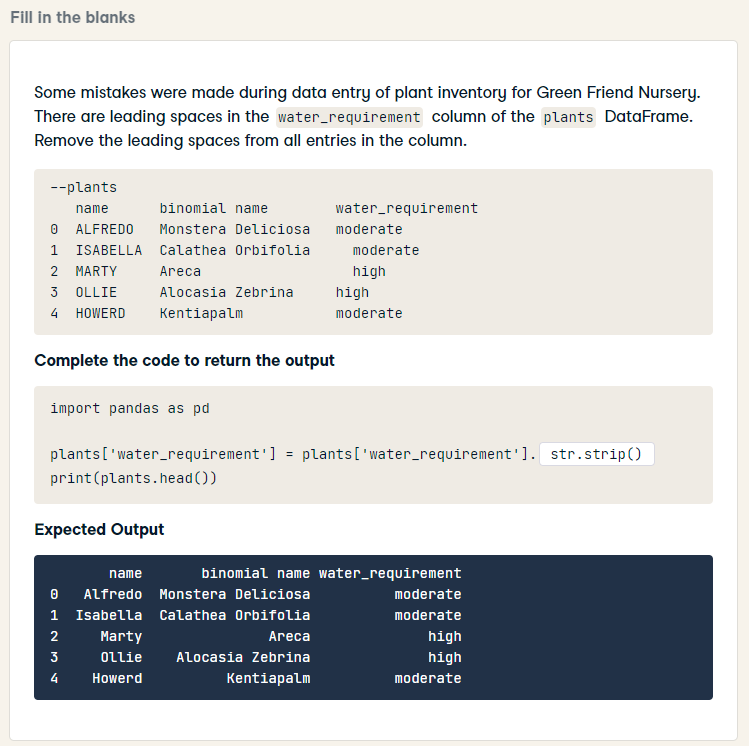 Fill in the blanks
Some mistakes were made during data entry of plant inventory for Green Friend Nursery.
There are leading spaces in the water_requirement column of the plants DataFrame.
Remove the leading spaces from all entries in the column.
--plants
   name      binomial name        water_requirement
0  ALFREDO   Monstera Deliciosa   moderate
1  ISABELLA  Calathea Orbifolia     moderate
2  MARTY     Areca                  high
3  OLLIE     Alocasia Zebrina     high
4  HOWERD    Kentiapalm           moderate
Complete the code to return the output
import pandas as pd
plants['water_requirement'] = plants['water_requirement']. str.strip()
print(plants.head())
Expected Output
       name       binomial name water_requirement
0   Alfredo  Monstera Deliciosa          moderate
1  Isabella  Calathea Orbifolia          moderate
2     Marty               Areca              high
3     Ollie    Alocasia Zebrina              high
4    Howerd          Kentiapalm          moderate